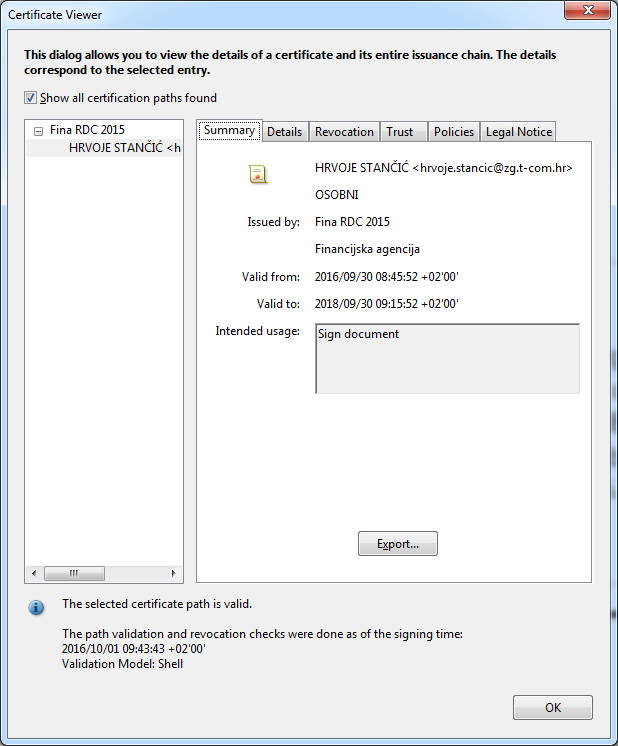 Certificate Viewer
This dialog allows you to view the details of a certificate and its entire issuance chain. The details
correspond to the selected entry.
Show all certification paths found
Fina RDC 2015
HRVOJE STANČIĆ <h
Summary
Details
Revocation
Trust
Policies
Legal Notice
HRVOJE STANČIĆ <hrvoje.stancic@zg.t-com.hr>
OSOBNI
Issued by: Fina RDC 2015
Financijska agencija
Valid from: 2016/09/30 08:45:52 +02'00'
Valid to: 2018/09/30 09:15:52 +02'00'
Intended usage: Sign document
Export...
The selected certificate path is valid.
The path validation and revocation checks were done as of the signing time:
2016/10/01 09:43:43 +02'00'
Validation Model: Shell
OK